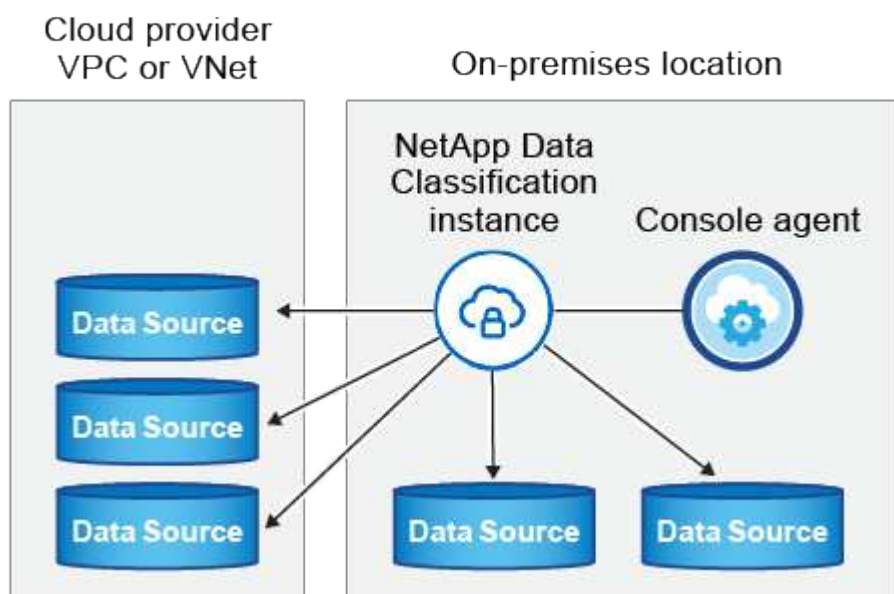 Cloud provider
VPC or VNet
On-premises location
NetApp Data
Classification
instance
Console agent
Data Source
Data Source
Data Source
Data Source
Data Source